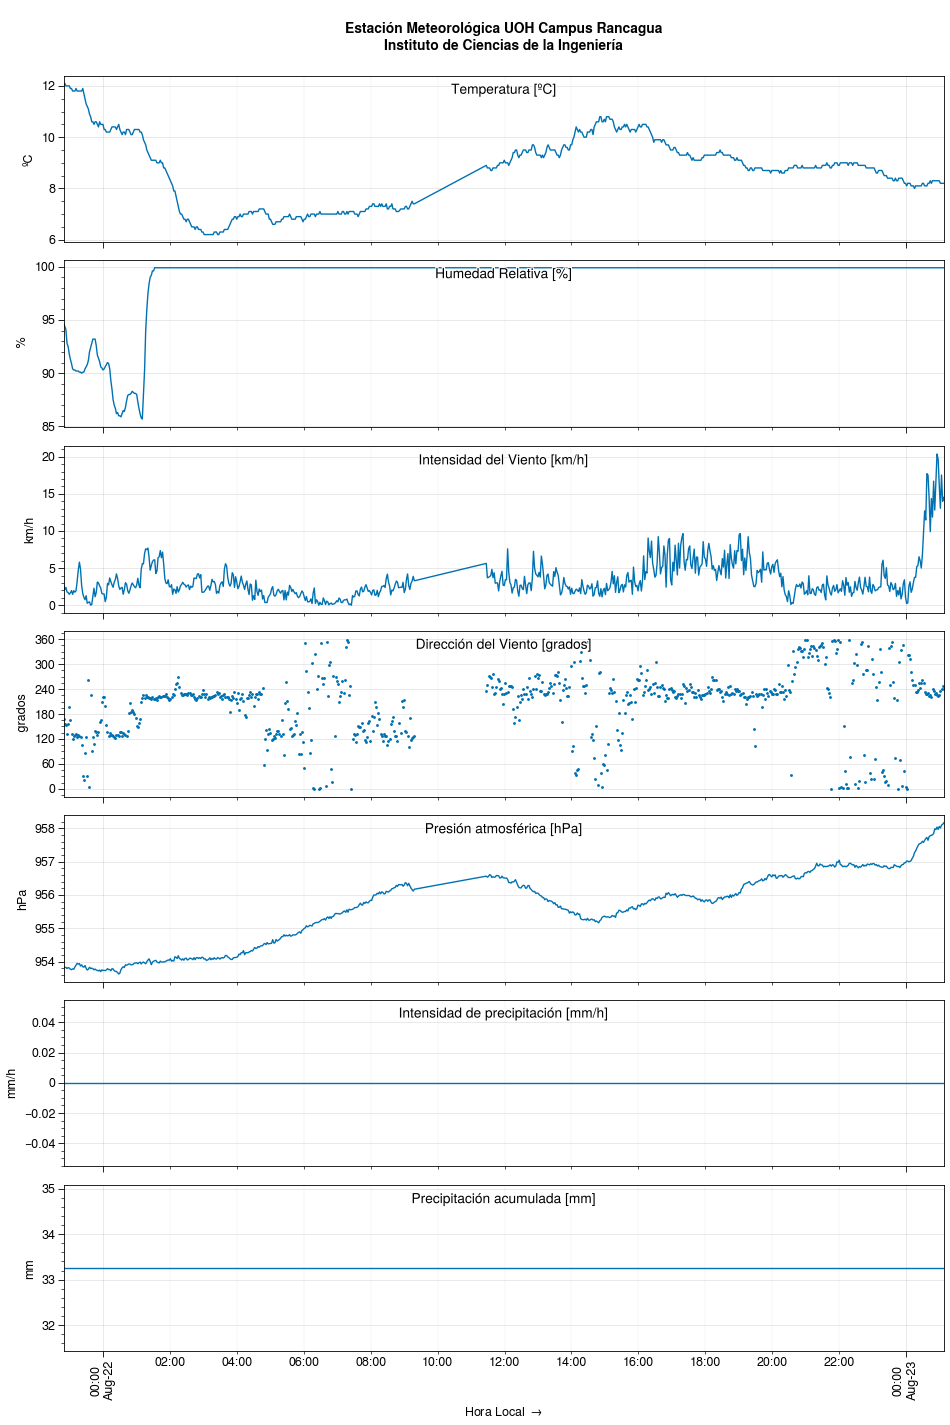 Estación Meteorológica UOH Campus Rancagua
Instituto de Ciencias de la Ingeniería
Temperatura [ºC]
ºC
12
10
8
6
Humedad Relativa [%]
%
100
95
90
85
Intensidad del Viento [km/h]
km/h
20
15
10
5
0
Dirección del Viento [grados]
grados
360
300
240
180
120
60
0
Presión atmosférica [hPa]
hPa
958
957
956
955
954
Intensidad de precipitación [mm/h]
mm/h
0.04
0.02
0
−0.02
−0.04
Precipitación acumulada [mm]
mm
35
34
33
32
00:00
Aug-22
02:00
04:00
06:00
08:00
10:00
12:00
14:00
16:00
18:00
20:00
22:00
00:00
Aug-23
Hora Local →